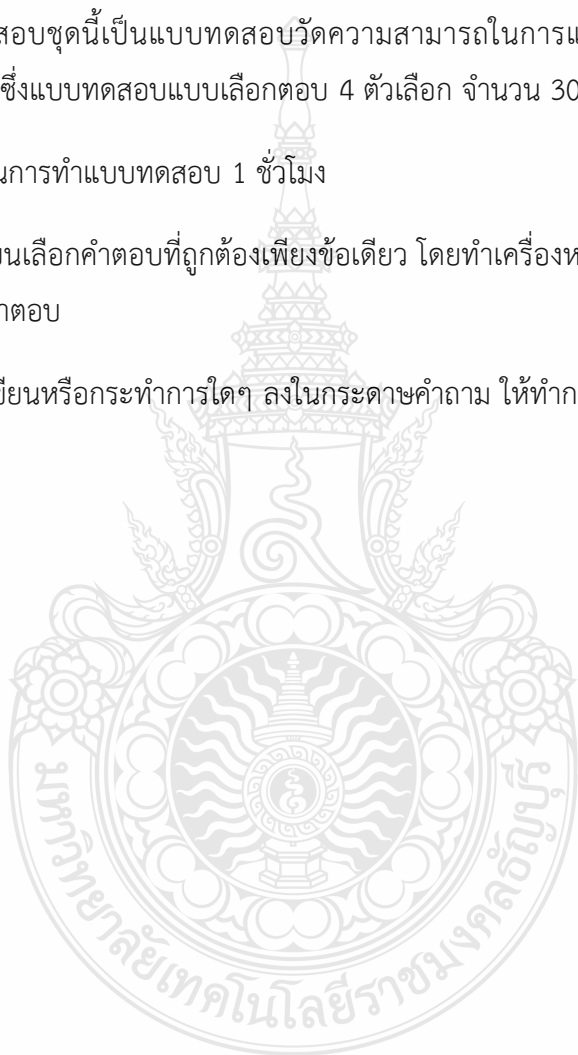 สอบชุดนี้เป็นแบบทดสอบวัดความสามารถในการแ
ซึ่งแบบทดสอบแบบเลือกตอบ 4 ตัวเลือก จำนวน 30
นการทำแบบทดสอบ 1 ชั่วโมง
ยนเลือกคำตอบที่ถูกต้องเพียงข้อเดียว โดยทำเครื่องห
าตอบ
ขียนหรือกระทำการใดๆ ลงในกระดาษคำถาม ให้ทำก
มหาวิทยาลัยเทคโนโลยีราชมงคลธัญบุรี